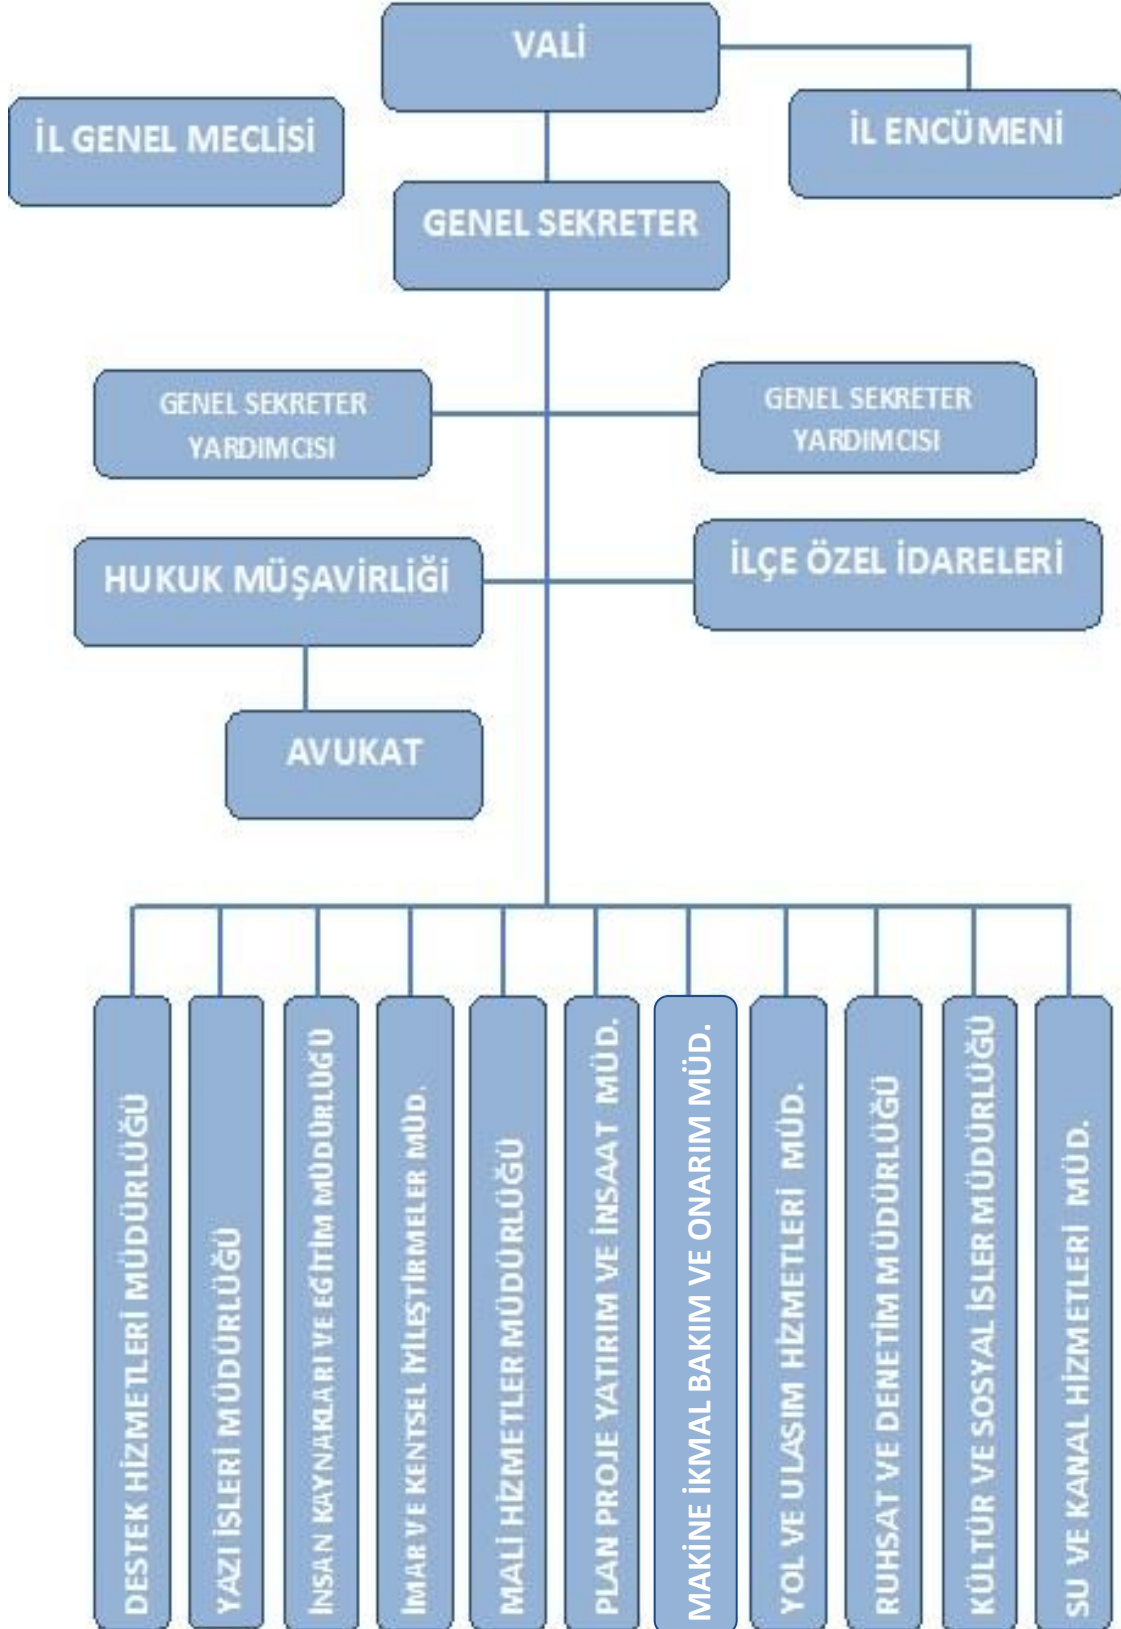 VALİ
İL GENEL MECLİSİ
İL ENCÜMENİ
GENEL SEKRETER
GENEL SEKRETER
YARDIMCISI
GENEL SEKRETER
YARDIMCISI
HUKUK MÜŞAVİRLİĞİ
İLÇE ÖZEL İDARELERİ
AVUKAT
DESTEK HİZMETLERİ MÜDÜRLÜĞÜ
YAZI İŞLERİ MÜDÜRLÜĞÜ
İNSAN KAYNAKLARI VE EĞİTİM MÜDÜRLÜĞÜ
İMAR VE KENTSEL İYİLEŞTİRMELER MÜD.
MALİ HİZMETLER MÜDÜRLÜĞÜ
PLAN PROJE YATIRIM VE İNSAAT MÜD.
MAKİNE İKMAL BAKIM VE ONARIM MÜD.
YOL VE ULAŞIM HİZMETLERİ MÜD.
RUHSAT VE DENETİM MÜDÜRLÜĞÜ
KÜLTÜR VE SOSYAL İŞLER MÜDÜRLÜĞÜ
SU VE KANAL HİZMETLERİ MÜD.